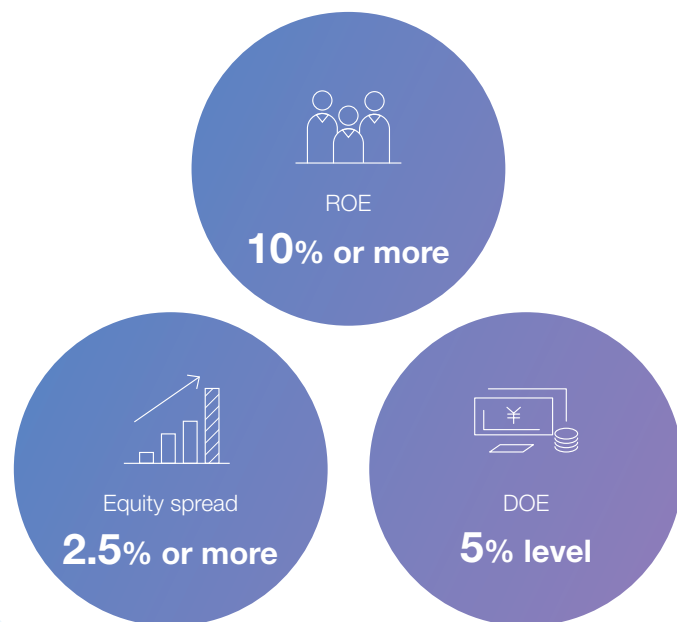 ROE
10% or more
Equity spread
2.5% or more
¥
DOE
5% level